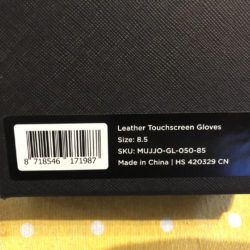 Leather Touchscreen Gloves
Size: 8.5
SKU: MUJJO-GL-050-85
Made in China | HS 420329 CN
8 718546 171987